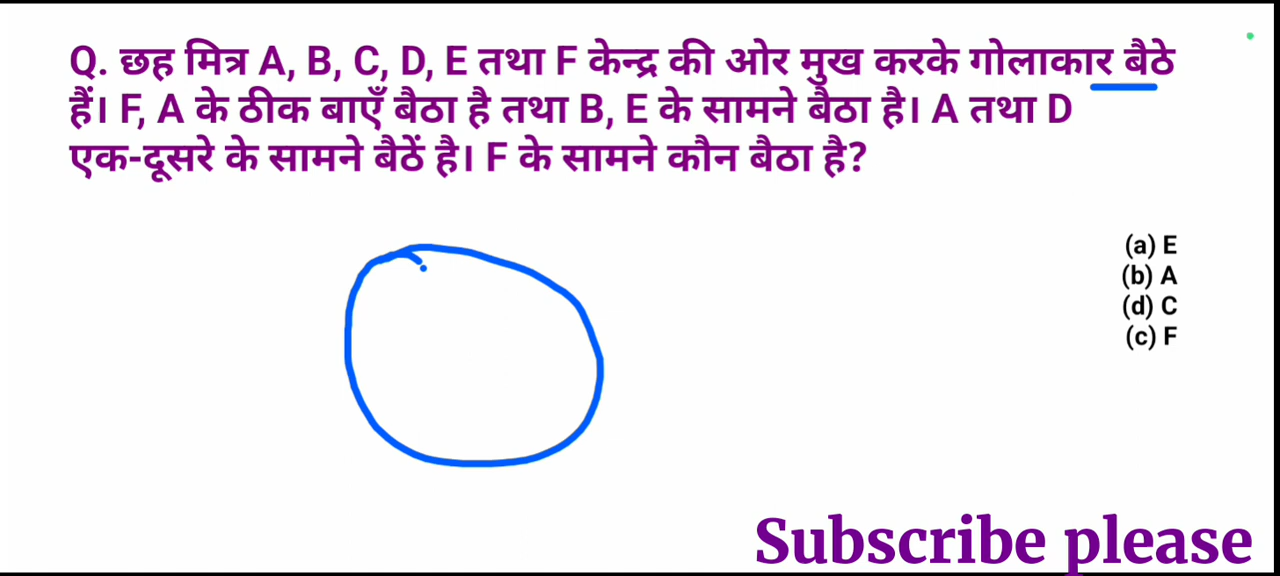 Q. छह मित्र A, B, C, D, E तथा F केन्द्र की ओर मुख करके गोलाकार बैठे
हैं। F, A के ठीक बाएँ बैठा है तथा B, E के सामने बैठा है। A तथा D
एक-दूसरे के सामने बैठें है। F के सामने कौन बैठा है?
(a) E
(b) A
(d) C
(c) F
Subscribe please